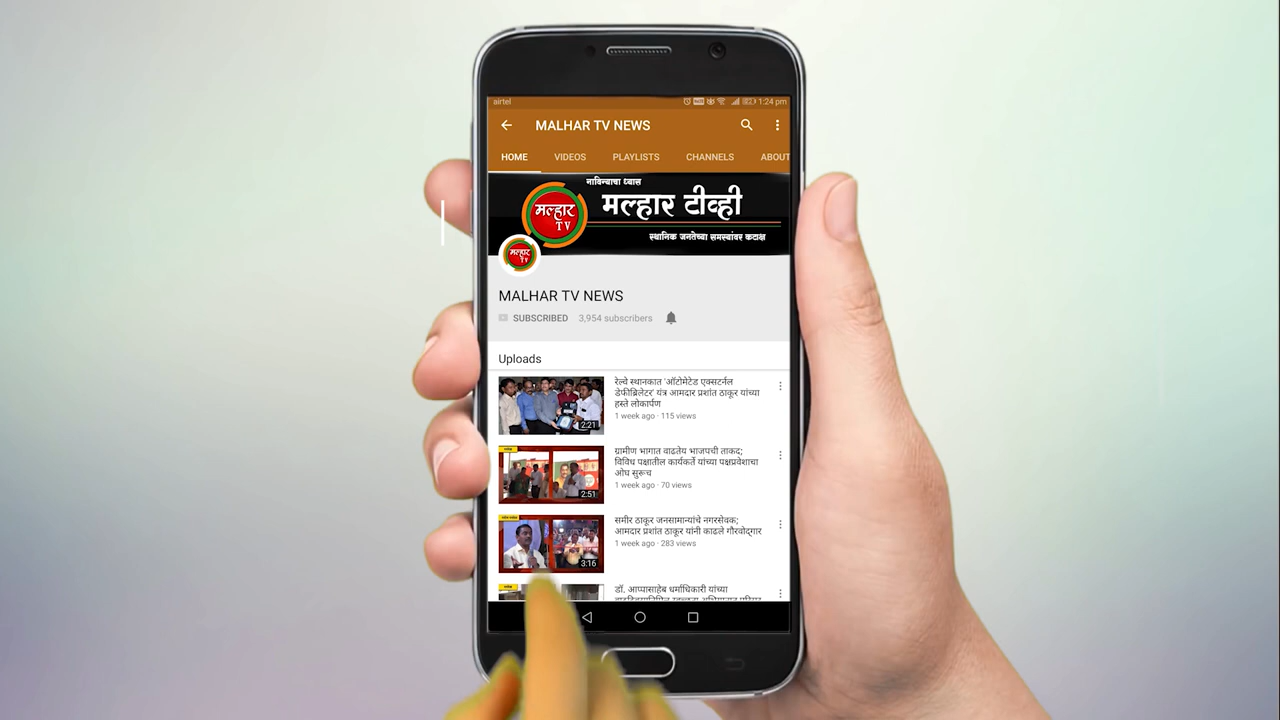 airtel 1:24 pm
MALHAR TV NEWS
HOME VIDEOS PLAYLISTS CHANNELS ABOUT
नाविन्याचा ध्यास
मल्हार टीव्ही
मल्हार
TV
स्थानिक जनतेच्या समस्यांवर कटाक्ष
मल्हार
TV
MALHAR TV NEWS
SUBSCRIBED 3,954 subscribers
Uploads
रेल्वे स्थानकात 'ऑटोमेटेड एक्सटर्नल
डेफीब्रिलेटर' यंत्र आमदार प्रशांत ठाकूर यांच्या
हस्ते लोकार्पण
1 week ago · 115 views
2:21
ग्रामीण भागात वाढतेय भाजपची ताकद;
विविध पक्षातील कार्यकर्ते यांच्या पक्षप्रवेशाचा
ओघ सुरूच
1 week ago · 70 views
2:51
समीर ठाकूर जनसामान्यांचे नगरसेवक;
आमदार प्रशांत ठाकूर यांनी काढले गौरवोद्गार
1 week ago · 283 views
3:16
डॉ. आप्पासाहेब धर्माधिकारी यांच्या